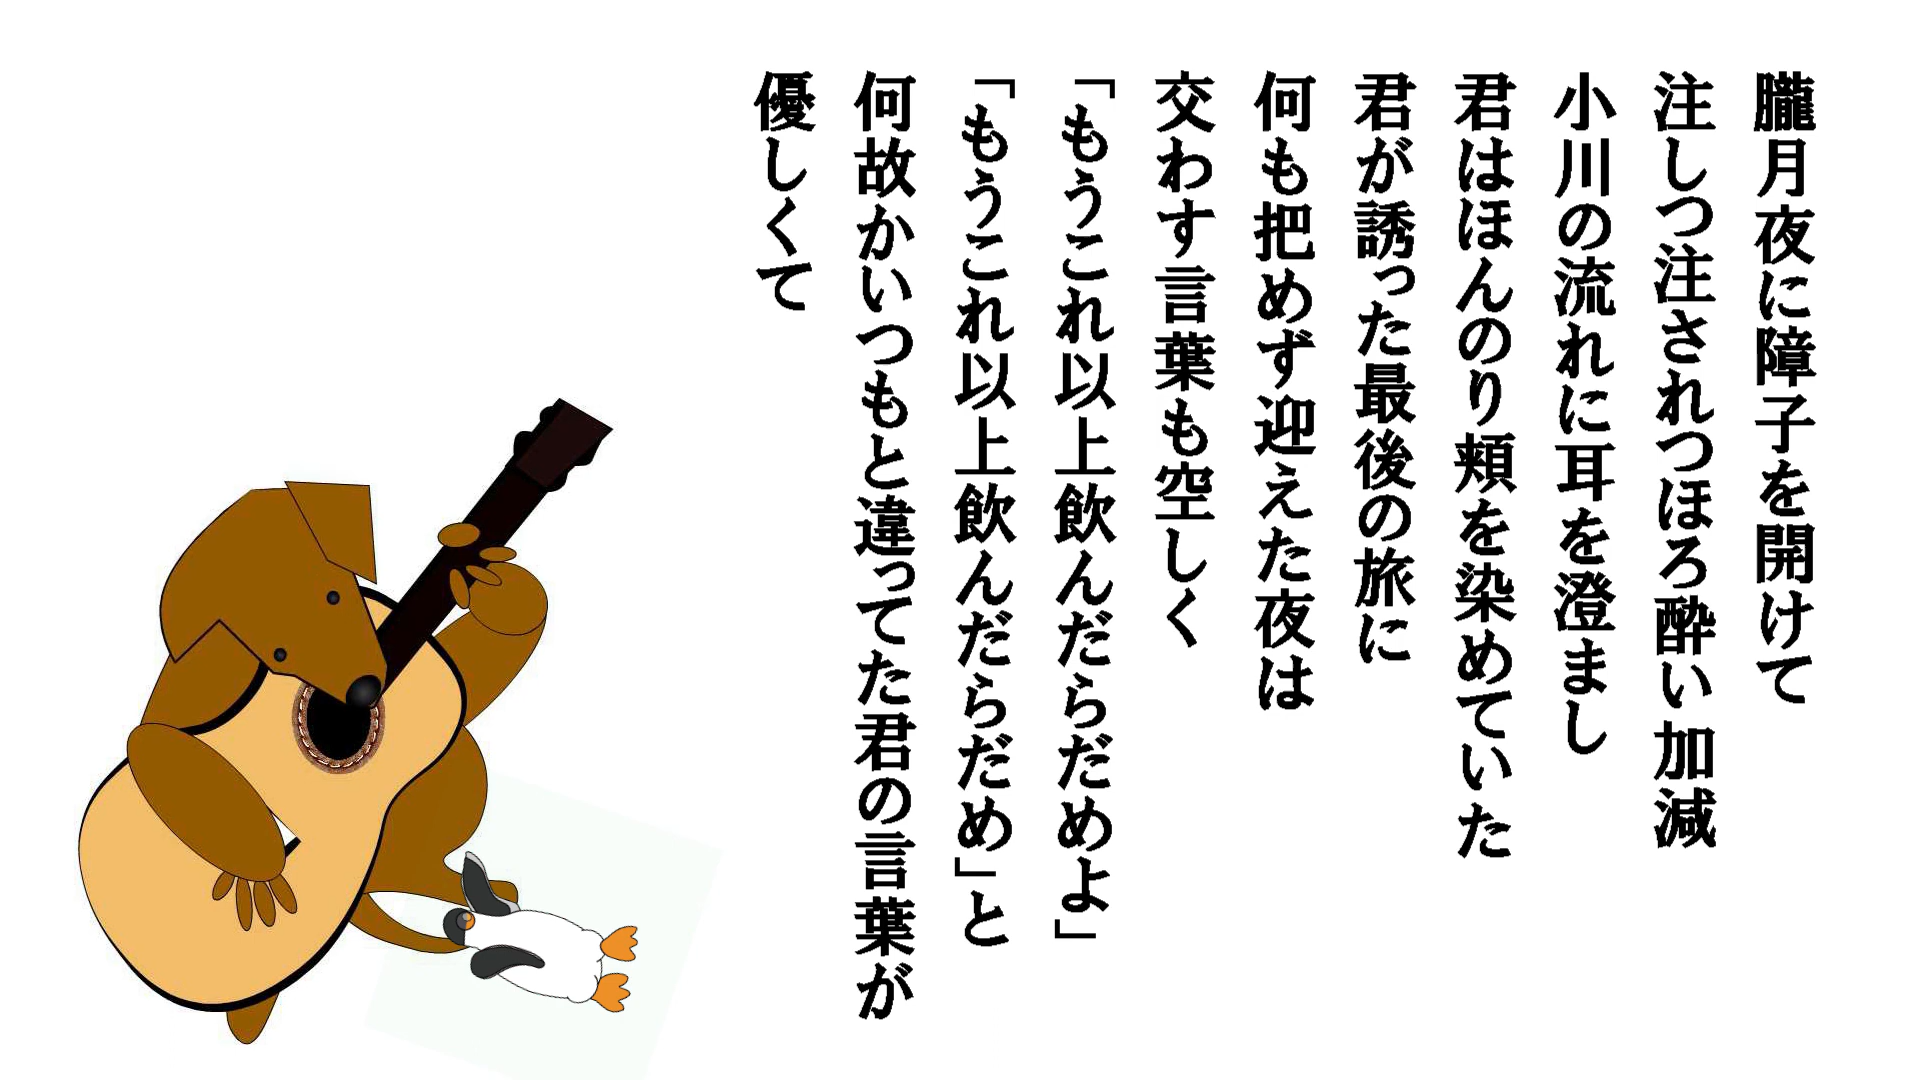 朧月夜に障子を開けて
注しつ注されつほろ酔い加減
小川の流れに耳を澄まし
君はほんのり頬を染めていた
君が誘った最後の旅に
何も把めず迎えた夜は
交わす言葉も空しく
「もうこれ以上飲んだらだめよ」
「もうこれ以上飲んだらだめ」と
何故かいつもと違ってた君の言葉が
優しくて